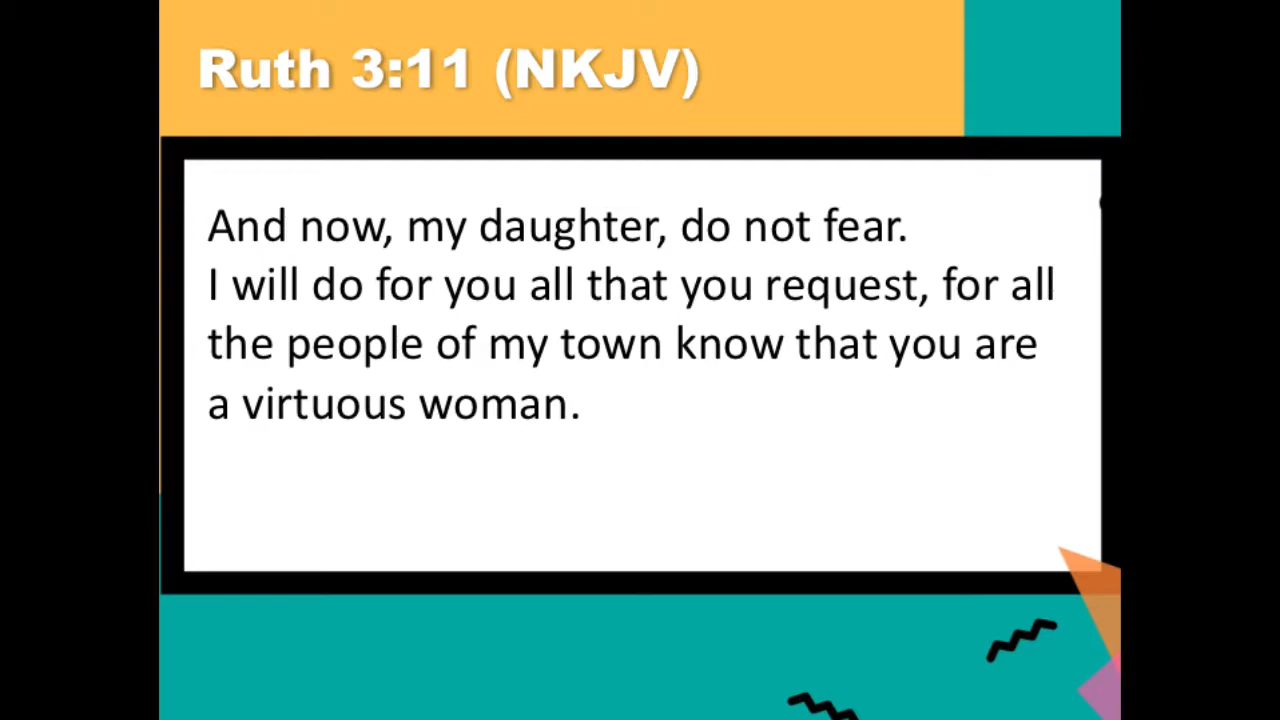 Ruth 3:11 (NKJV)
And now, my daughter, do not fear.
I will do for you all that you request, for all
the people of my town know that you are
a virtuous woman.